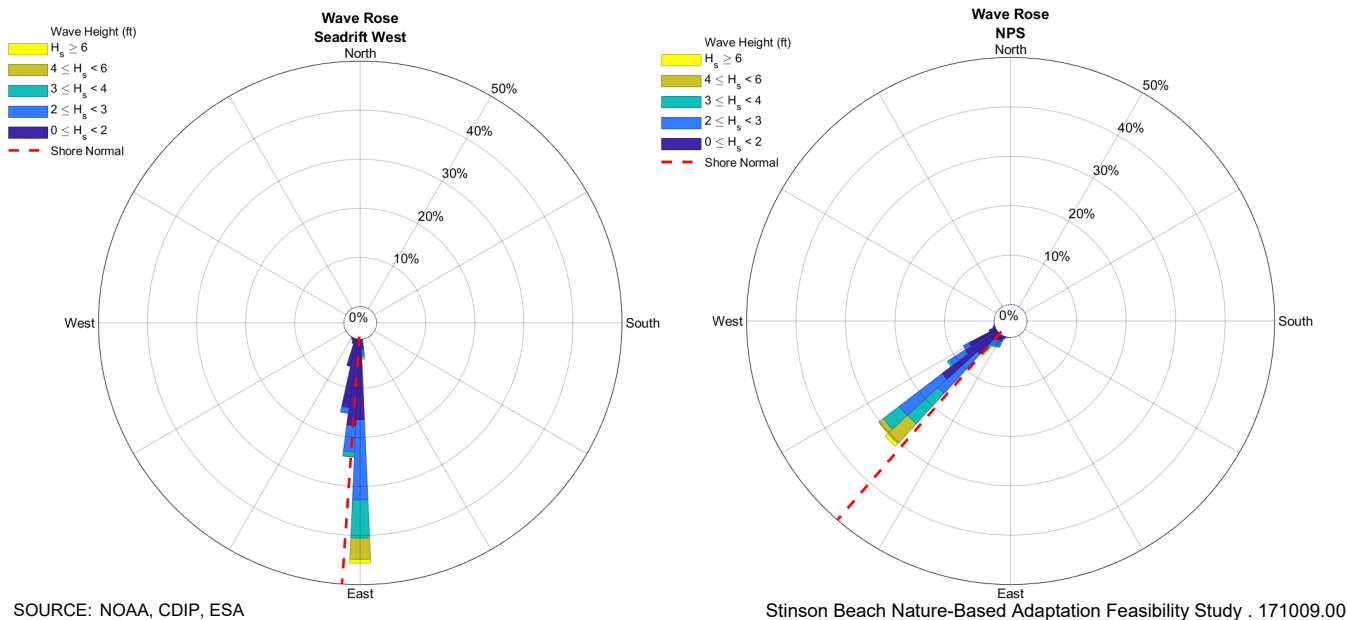 Wave Rose
Seadrift West
North
Wave Height (ft)
H_s ≥ 6
4 ≤ H_s < 6
3 ≤ H_s < 4
2 ≤ H_s < 3
0 ≤ H_s < 2
Shore Normal
50%
40%
30%
20%
10%
0%
West
South
East
Wave Rose
NPS
North
Wave Height (ft)
H_s ≥ 6
4 ≤ H_s < 6
3 ≤ H_s < 4
2 ≤ H_s < 3
0 ≤ H_s < 2
Shore Normal
50%
40%
30%
20%
10%
0%
West
South
East
SOURCE: NOAA, CDIP, ESA
Stinson Beach Nature-Based Adaptation Feasibility Study . 171009.00